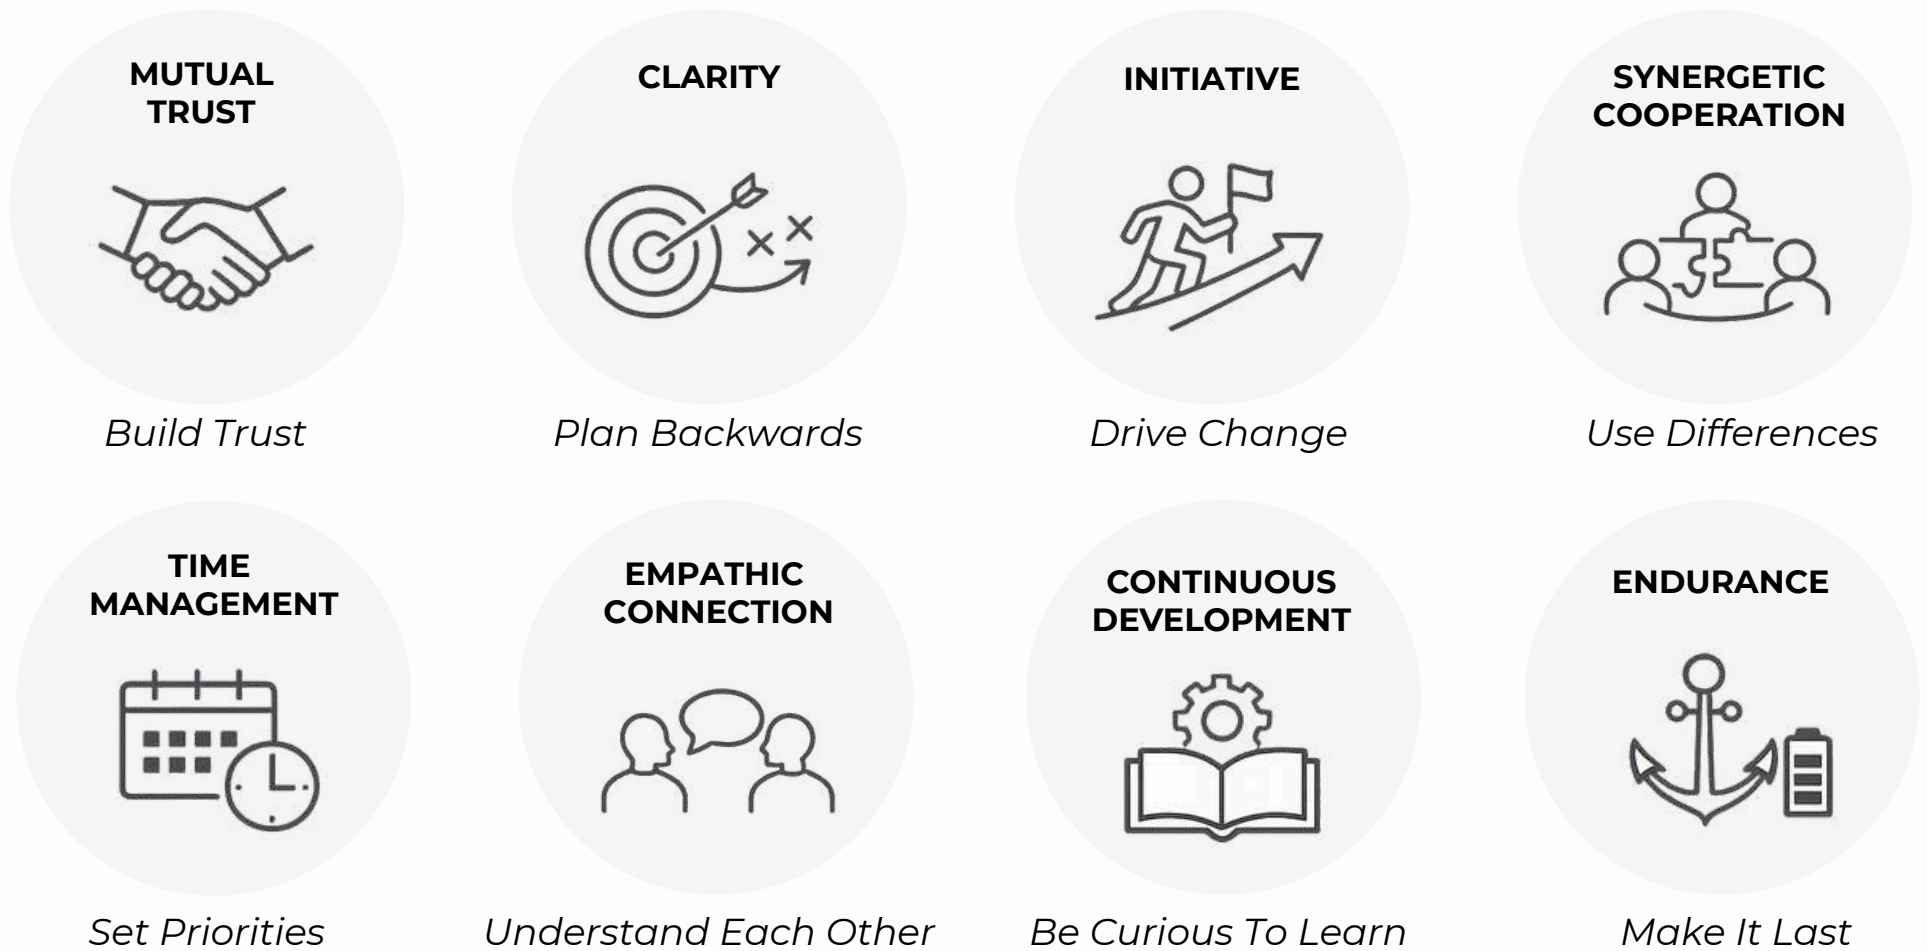 MUTUAL
TRUST
CLARITY
INITIATIVE
SYNERGETIC
COOPERATION
Build Trust
Plan Backwards
Drive Change
Use Differences
TIME
MANAGEMENT
EMPATHIC
CONNECTION
CONTINUOUS
DEVELOPMENT
ENDURANCE
Set Priorities
Understand Each Other
Be Curious To Learn
Make It Last